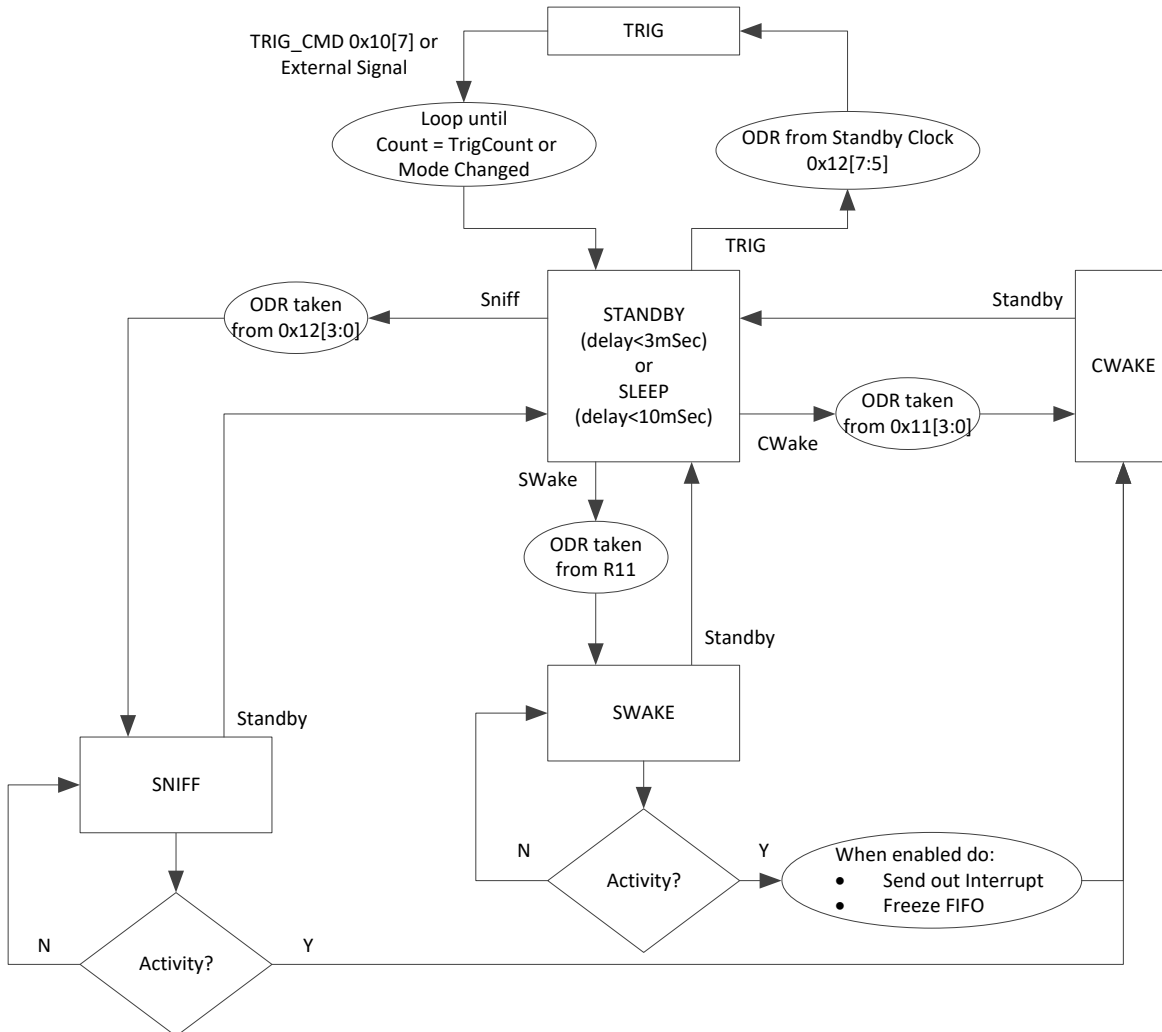 TRIG
TRIG_CMD 0x10[7] or
External Signal
Loop until
Count = TrigCount or
Mode Changed
ODR from Standby Clock
0x12[7:5]
TRIG
Sniff
ODR taken
from 0x12[3:0]
STANDBY
(delay<3mSec)
or
SLEEP
(delay<10mSec)
Standby
CWAKE
ODR taken
from 0x11[3:0]
CWake
SWake
ODR taken
from R11
Standby
SWAKE
Standby
SNIFF
N
Activity?
Y
When enabled do:
● Send out Interrupt
● Freeze FIFO
N
Activity?
Y